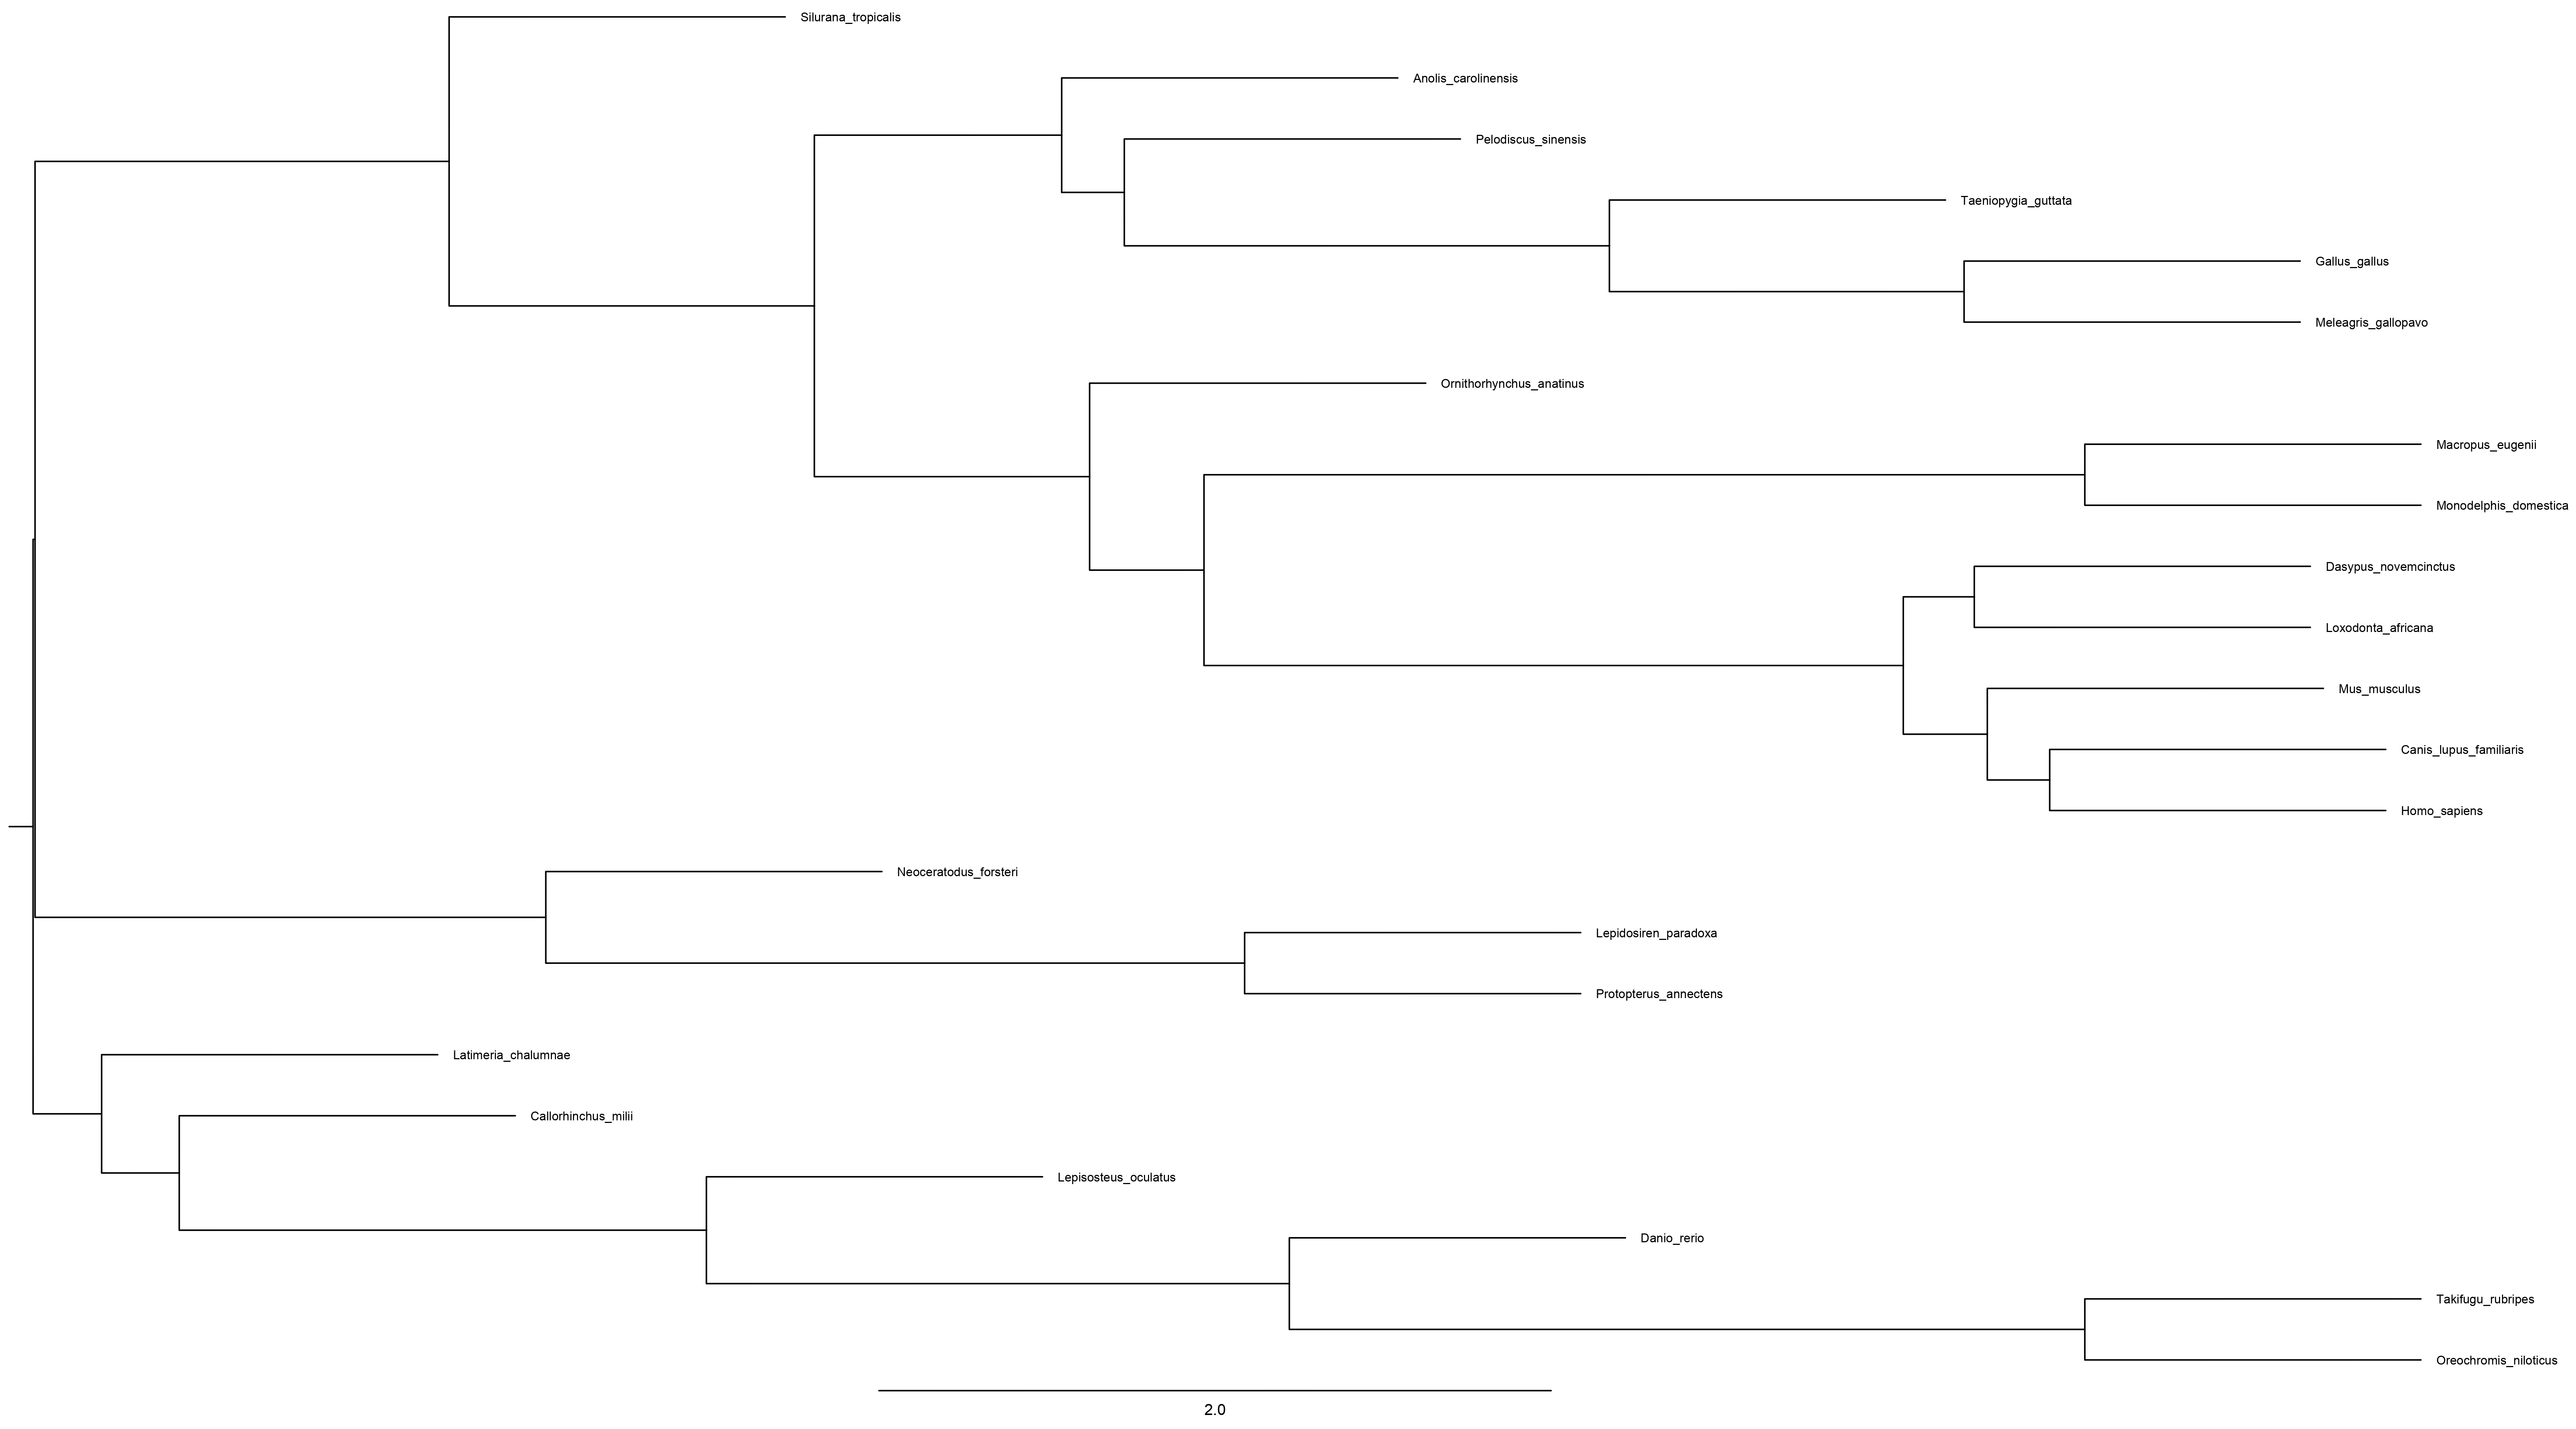 Silurana_tropicalis
Anolis_carolinensis
Pelodiscus_sinensis
Taeniopygia_guttata
Gallus_gallus
Meleagris_gallopavo
Ornithorhynchus_anatinus
Macropus_eugenii
Monodelphis_domestica
Dasypus_novemcinctus
Loxodonta_africana
Mus_musculus
Canis_lupus_familiaris
Homo_sapiens
Neoceratodus_forsteri
Lepidosiren_paradoxa
Protopterus_annectens
Latimeria_chalumnae
Callorhinchus_milii
Lepisosteus_oculatus
Danio_rerio
Takifugu_rubripes
Oreochromis_niloticus
2.0